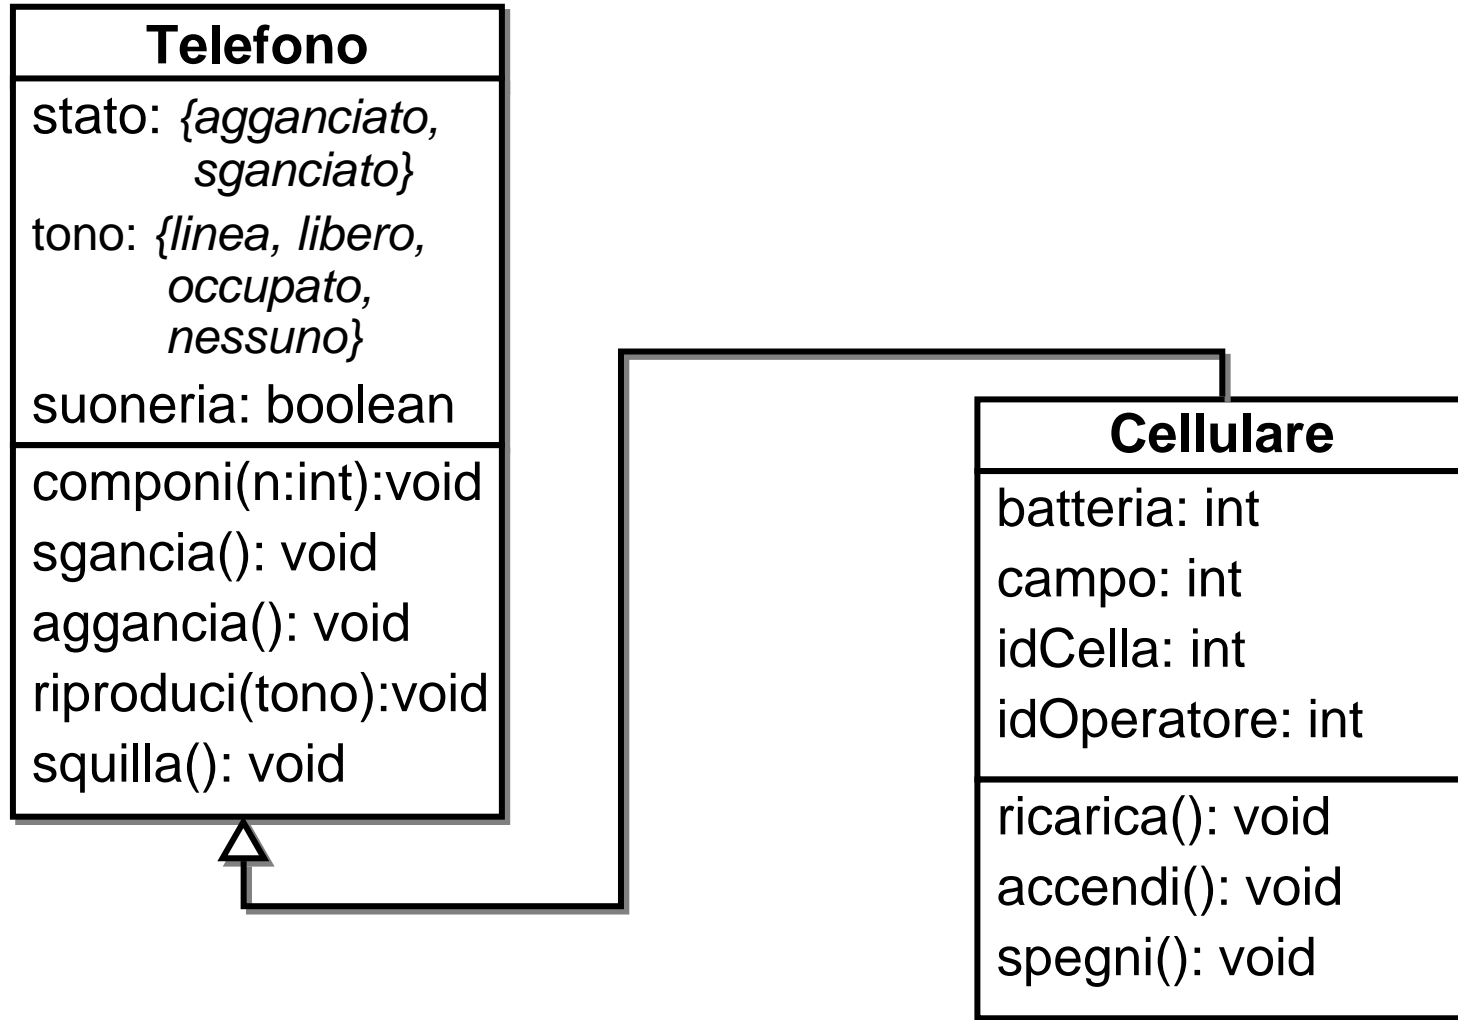 Telefono
stato: {agganciato,
sganciato}
tono: {linea, libero,
occupato,
nessuno}
suoneria: boolean
componi(n:int):void
sgancia(): void
aggancia(): void
riproduci(tono):void
squilla(): void
Cellulare
batteria: int
campo: int
idCella: int
idOperatore: int
ricarica(): void
accendi(): void
spegni(): void